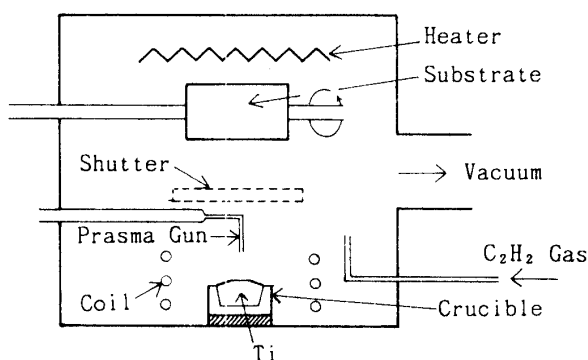 Heater
Substrate
Shutter
Vacuum
Prasma Gun
C₂H₂ Gas
Coil
Crucible
Ti